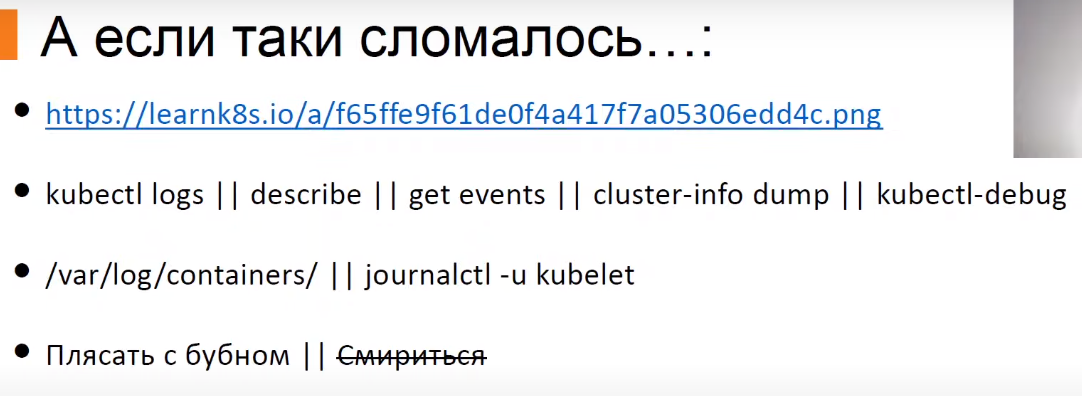 А если таки сломалось…:
https://learnk8s.io/a/f65ffe9f61de0f4a417f7a05306edd4c.png
kubectl logs || describe || get events || cluster-info dump || kubectl-debug
/var/log/containers/ || journalctl -u kubelet
Плясать с бубном || Смириться